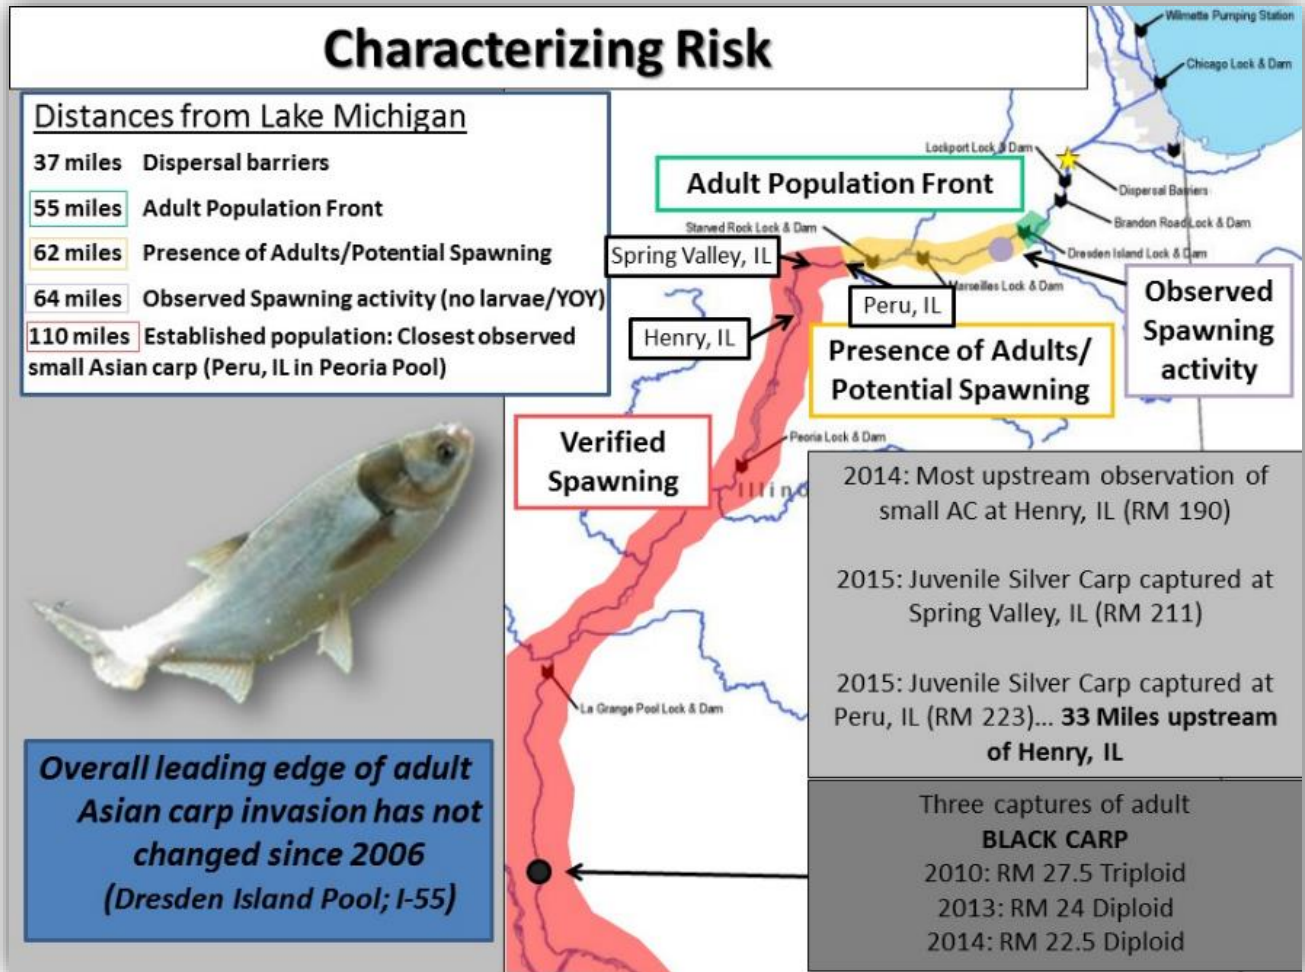 Characterizing Risk
Distances from Lake Michigan
37 miles Dispersal barriers
55 miles Adult Population Front
62 miles Presence of Adults/Potential Spawning
64 miles Observed Spawning activity (no larvae/YOY)
110 miles Established population: Closest observed
small Asian carp (Peru, IL in Peoria Pool)
Wilmette Pumping Station
Chicago Lock & Dam
Lockport Lock & Dam
Dispersal Barriers
Brandon Road Lock & Dam
Dresden Island Lock & Dam
Adult Population Front
Starved Rock Lock & Dam
Spring Valley, IL
Marseilles Lock & Dam
Peru, IL
Henry, IL
Observed
Spawning
activity
Presence of Adults/
Potential Spawning
Peoria Lock & Dam
Verified
Spawning
La Grange Pool Lock & Dam
2014: Most upstream observation of
small AC at Henry, IL (RM 190)
2015: Juvenile Silver Carp captured at
Spring Valley, IL (RM 211)
2015: Juvenile Silver Carp captured at
Peru, IL (RM 223)... 33 Miles upstream
of Henry, IL
Overall leading edge of adult
Asian carp invasion has not
changed since 2006
(Dresden Island Pool; I-55)
Three captures of adult
BLACK CARP
2010: RM 27.5 Triploid
2013: RM 24 Diploid
2014: RM 22.5 Diploid